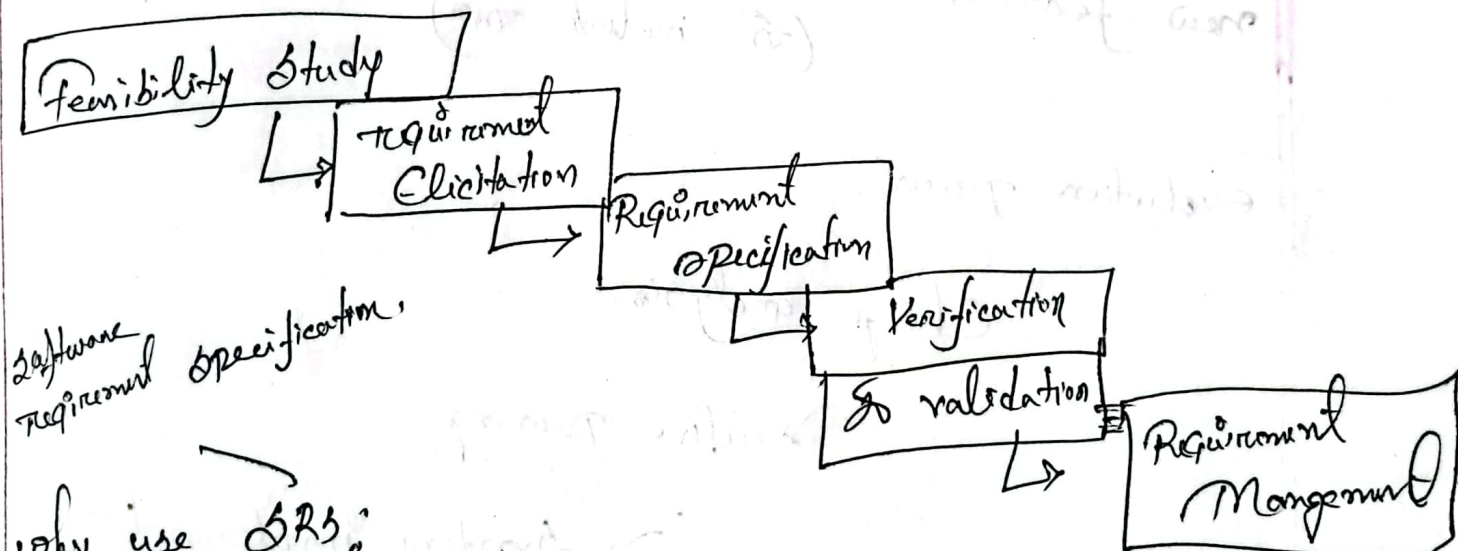 Feasibility Study
requirement
Elicitation
Requirement
specification
Verification
& validation
Requirement
Mangement
software
requirement specification.
why use SRS: